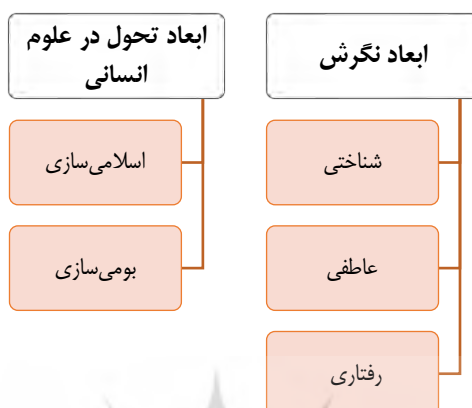 ابعاد نگرش
شناختی
عاطفی
رفتاری
ابعاد تحول در علوم
انسانی
اسلامی‌سازی
بومی‌سازی